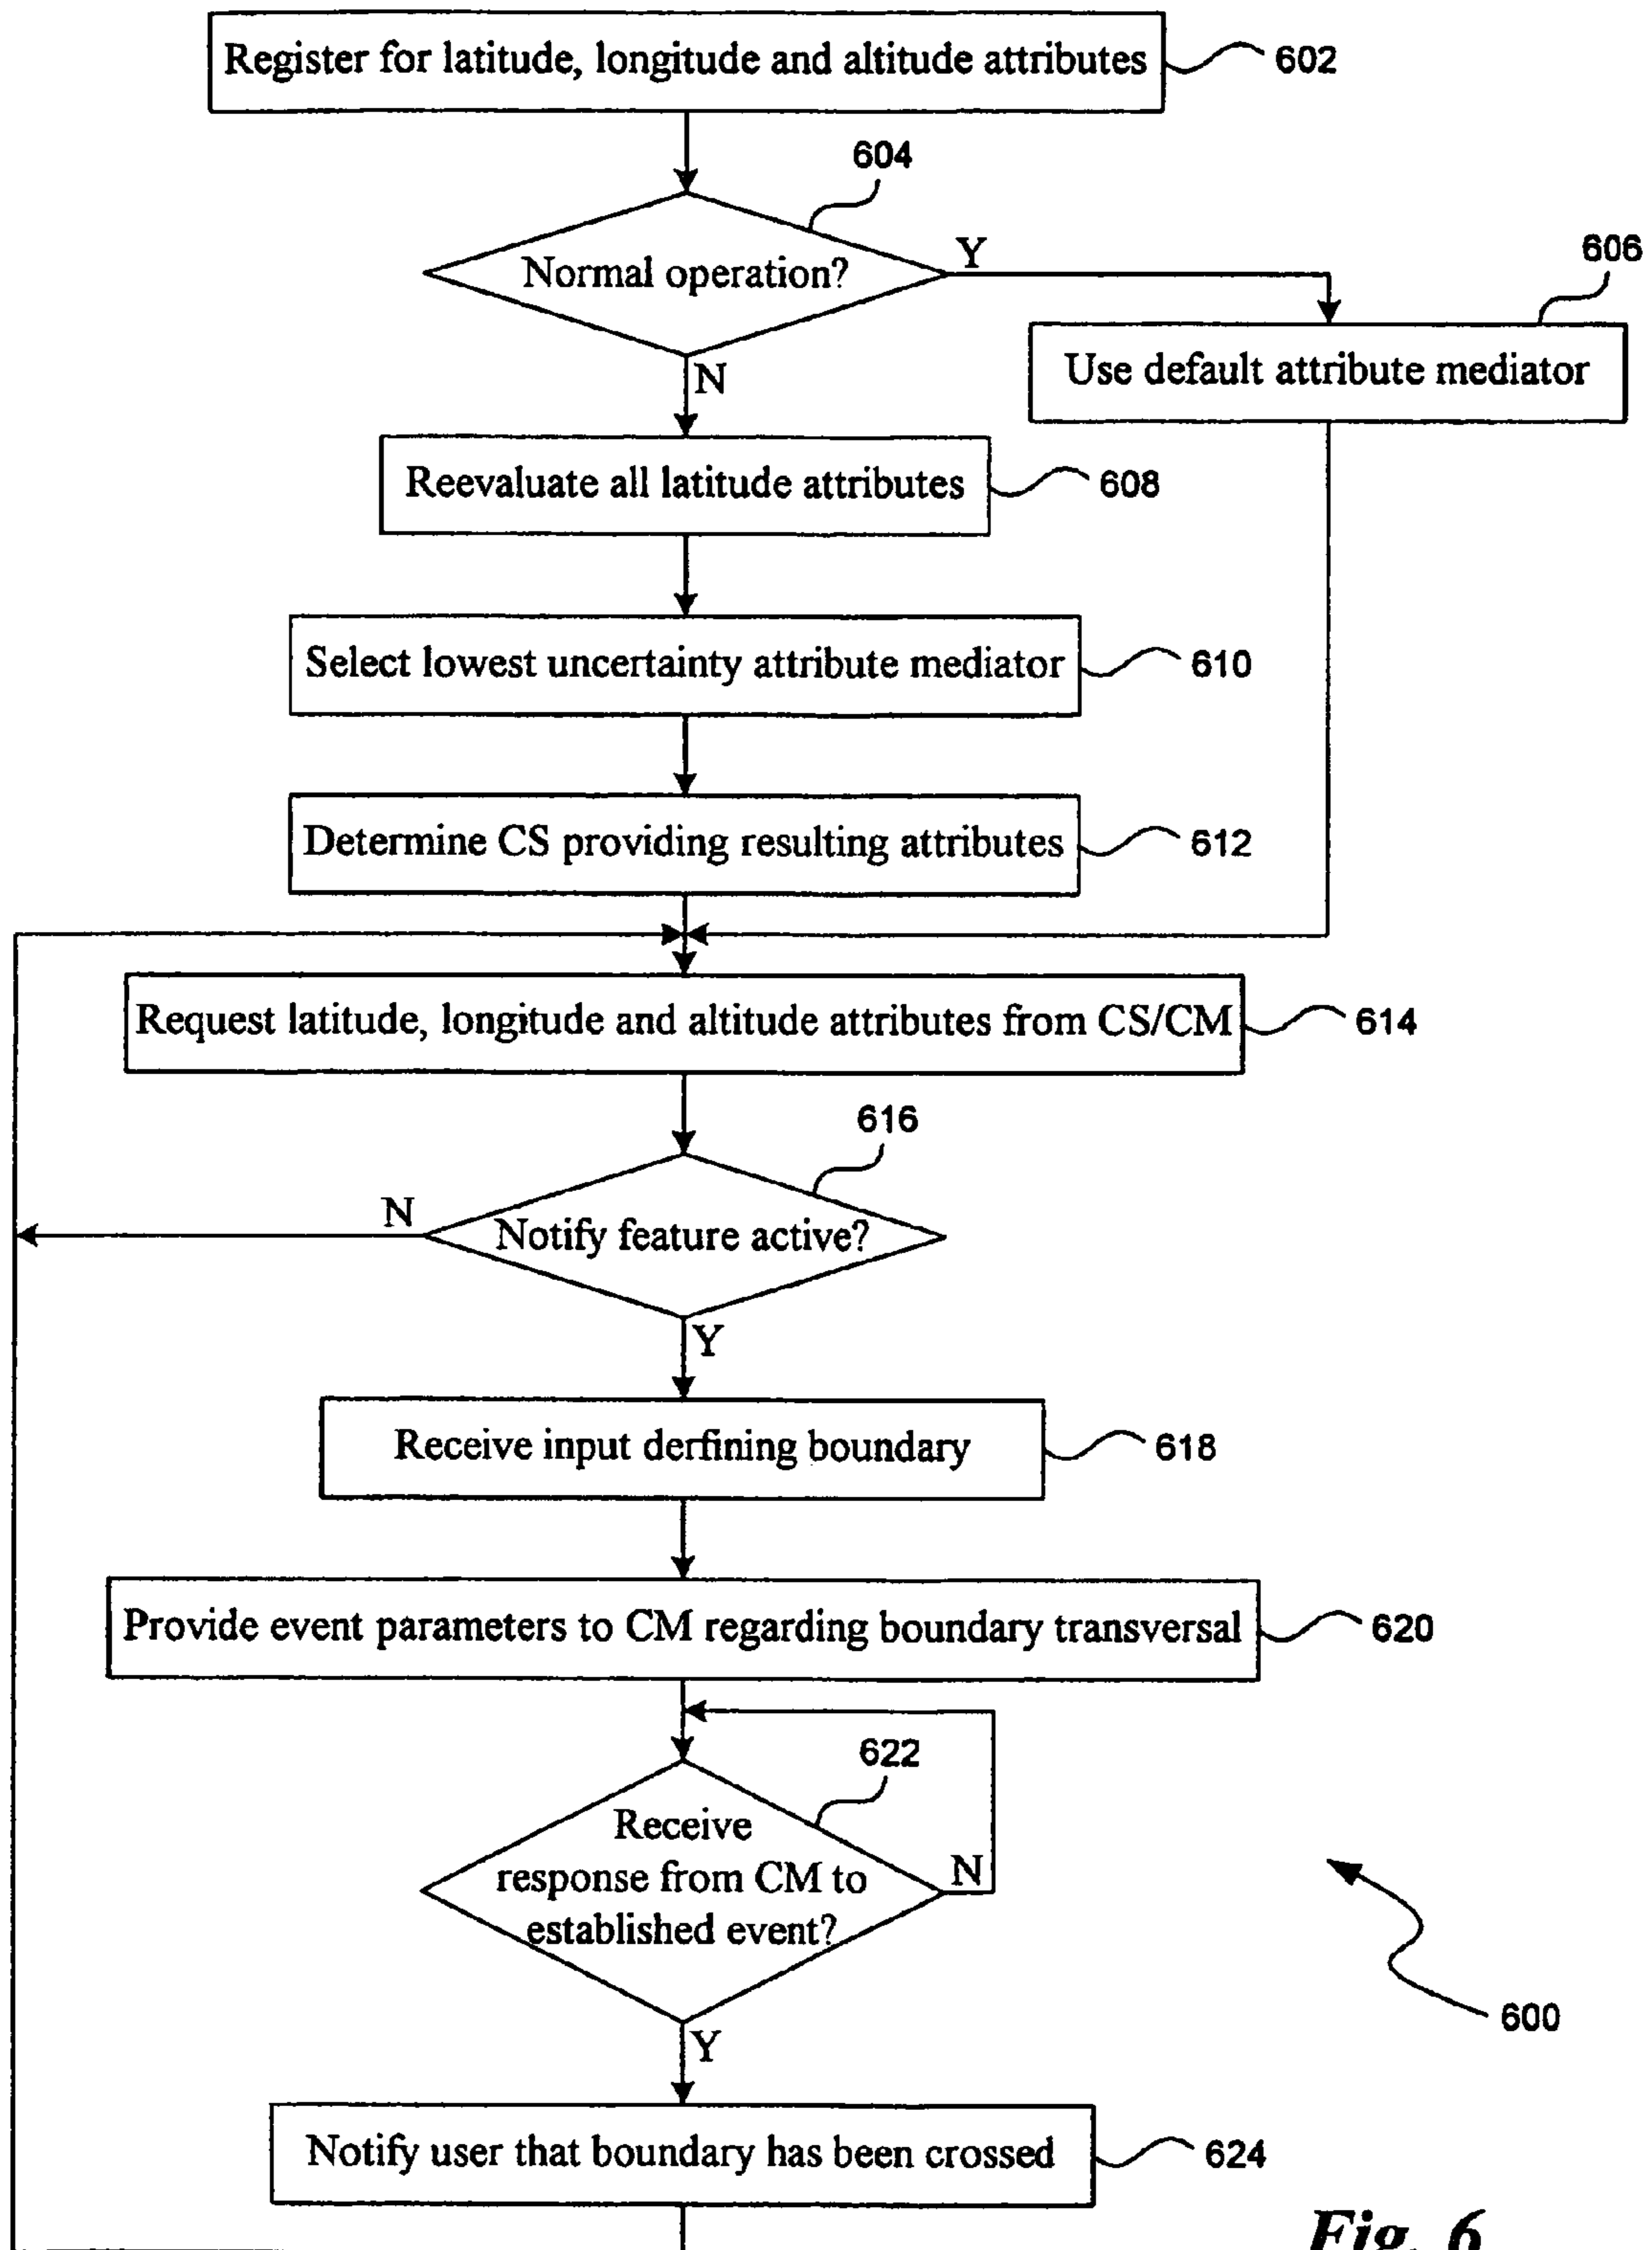 Register for latitude, longitude and altitude attributes
602
604
Normal operation?
Y
606
Use default attribute mediator
N
Reevaluate all latitude attributes
608
Select lowest uncertainty attribute mediator
610
Determine CS providing resulting attributes
612
Request latitude, longitude and altitude attributes from CS/CM
614
616
N
Notify feature active?
Y
Receive input derfining boundary
618
Provide event parameters to CM regarding boundary transversal
620
622
Receive
response from CM to
established event?
N
600
Y
Notify user that boundary has been crossed
624
Fig. 6